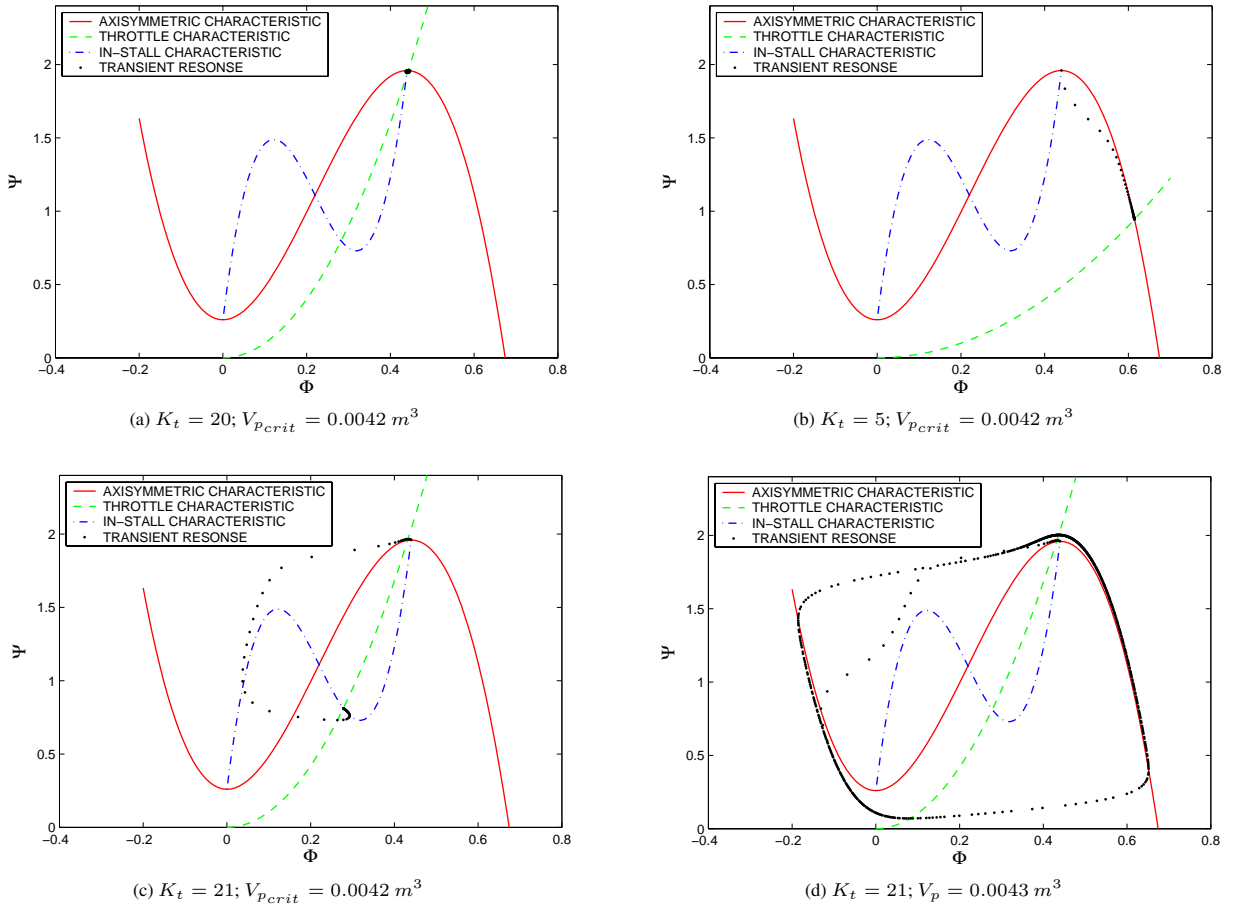 AXISYMMETRIC CHARACTERISTIC
THROTTLE CHARACTERISTIC
IN-STALL CHARACTERISTIC
TRANSIENT RESONSE
2
1.5
1
0.5
0
Ψ
−0.4 −0.2 0 0.2 0.4 0.6 0.8
Φ
(a) K_t = 20; V_{p_{crit}} = 0.0042 m^3
AXISYMMETRIC CHARACTERISTIC
THROTTLE CHARACTERISTIC
IN-STALL CHARACTERISTIC
TRANSIENT RESONSE
2
1.5
1
0.5
0
Ψ
−0.4 −0.2 0 0.2 0.4 0.6 0.8
Φ
(b) K_t = 5; V_{p_{crit}} = 0.0042 m^3
AXISYMMETRIC CHARACTERISTIC
THROTTLE CHARACTERISTIC
IN-STALL CHARACTERISTIC
TRANSIENT RESONSE
2
1.5
1
0.5
0
Ψ
−0.4 −0.2 0 0.2 0.4 0.6 0.8
Φ
(c) K_t = 21; V_{p_{crit}} = 0.0042 m^3
AXISYMMETRIC CHARACTERISTIC
THROTTLE CHARACTERISTIC
IN-STALL CHARACTERISTIC
TRANSIENT RESONSE
2
1.5
1
0.5
0
Ψ
−0.4 −0.2 0 0.2 0.4 0.6 0.8
Φ
(d) K_t = 21; V_p = 0.0043 m^3